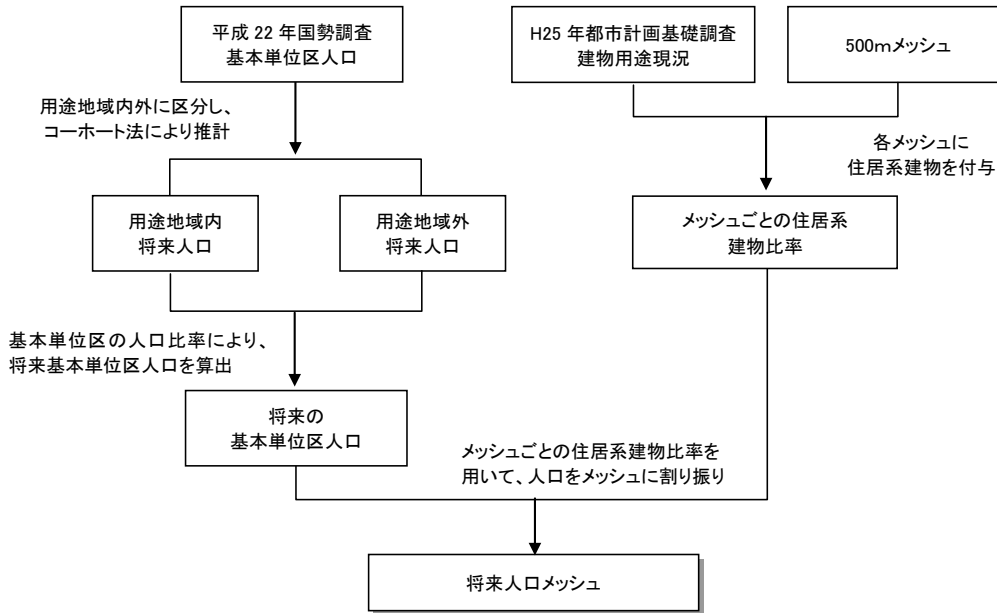 平成 22 年国勢調査
基本単位区人口
H25 年都市計画基礎調査
建物用途現況
500mメッシュ
用途地域内外に区分し、
コーホート法により推計
各メッシュに
住居系建物を付与
用途地域内
将来人口
用途地域外
将来人口
メッシュごとの住居系
建物比率
基本単位区の人口比率により、
将来基本単位区人口を算出
将来の
基本単位区人口
メッシュごとの住居系建物比率を
用いて、人口をメッシュに割り振り
将来人口メッシュ